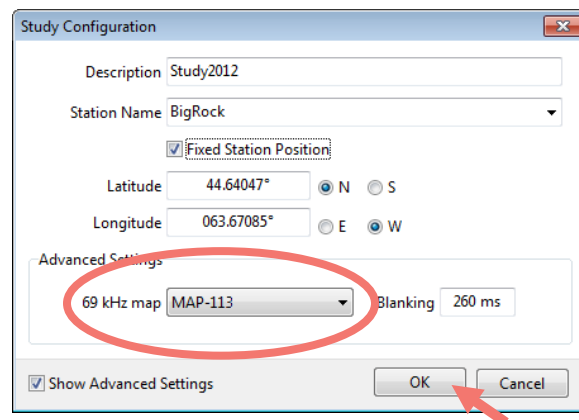 Study Configuration
Description Study2012
Station Name BigRock
Fixed Station Position
Latitude 44.64047° N S
Longitude 063.67085° E W
Advanced Settings
69 kHz map MAP-113 Blanking 260 ms
Show Advanced Settings OK Cancel